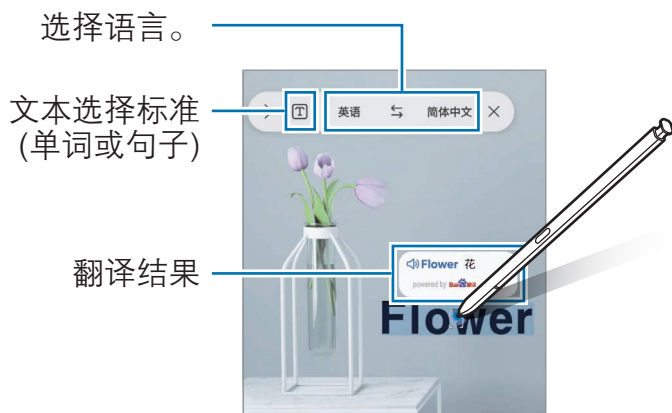 选择语言。
文本选择标准
(单词或句子)
T 英语 简体中文
翻译结果
Flower 花
powered by Bai
Flower